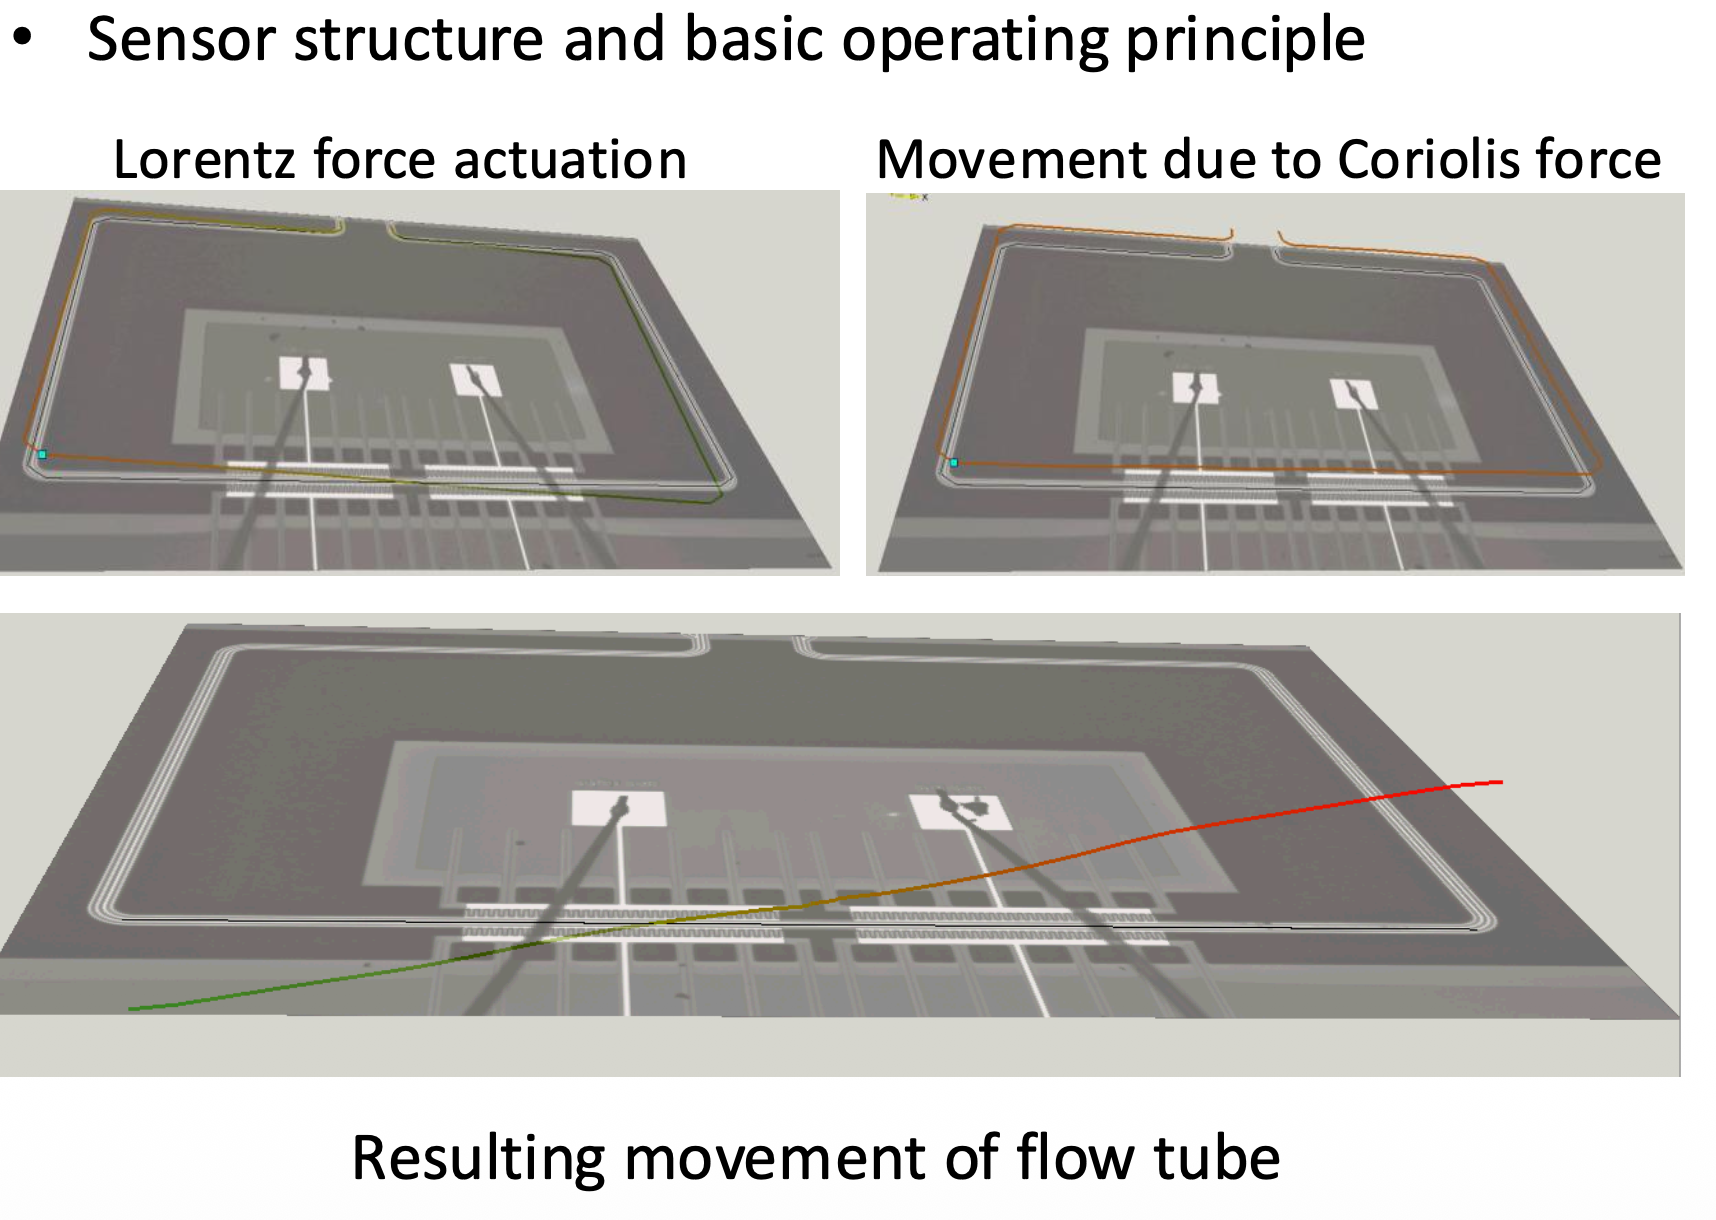 • Sensor structure and basic operating principle
Lorentz force actuation
Movement due to Coriolis force
x
Resulting movement of flow tube